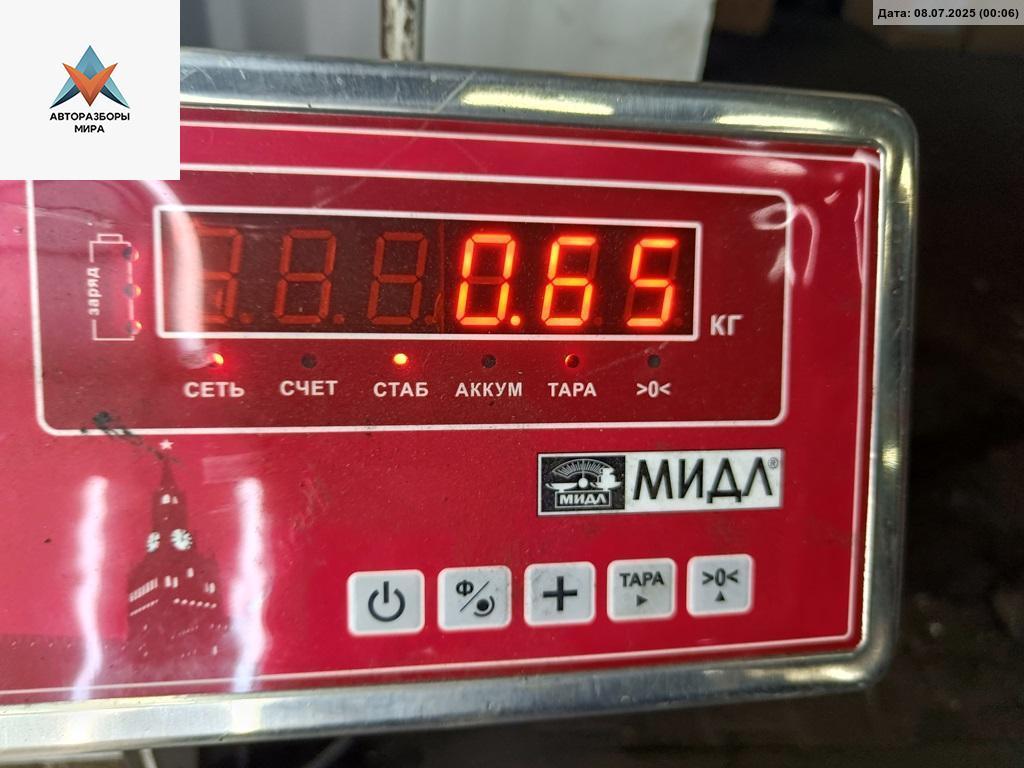 Дата: 08.07.2025 (00:06)
АВТОРАЗБОРЫ
МИРА
заряд
0.65
КГ
СЕТЬ СЧЕТ СТАБ АККУМ ТАРА >0<
МИДЛ МИДЛ®
Ф ТАРА >0<